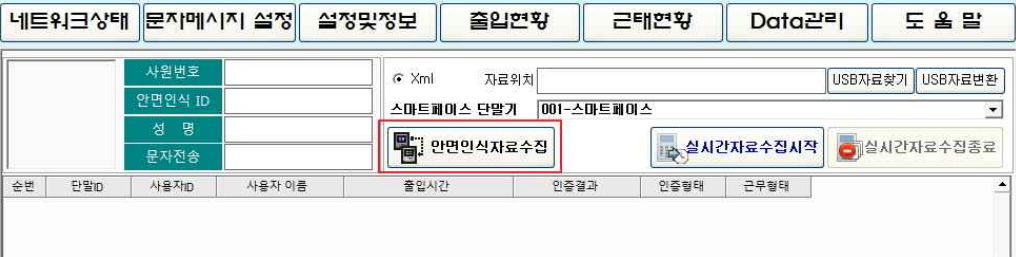 네트워크상태 문자메시지 설정 설정및정보 출입현황 근태현황 Data관리 도 움 말
사원번호
안면인식 ID
성 명
문자전송
Xml 자료위치 USB자료찾기 USB자료변환
스마트페이스 단말기 001-스마트페이스
안면인식자료수집 실시간자료수집시작 실시간자료수집종료
순번 단말ID 사용자ID 사용자 이름 출입시간 인증결과 인증형태 근무형태